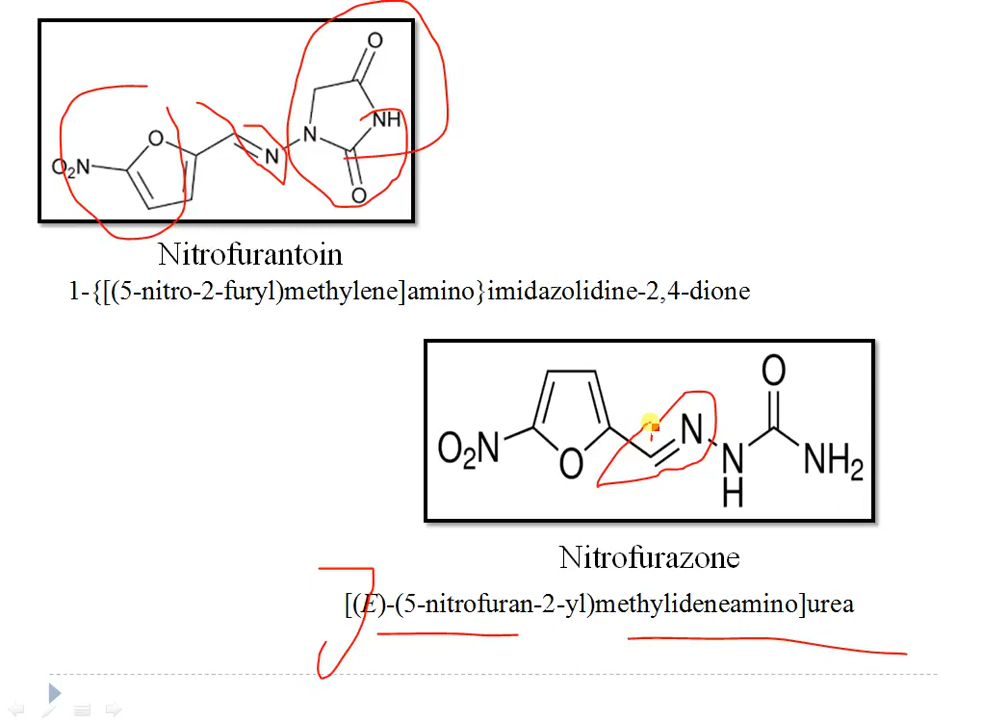 O
O
NH
N
O₂N
N
O
Nitrofurantoin
1-{[(5-nitro-2-furyl)methylene]amino}imidazolidine-2,4-dione
O
O₂N
O
N
N
H
NH₂
Nitrofurazone
[(E)-(5-nitrofuran-2-yl)methylideneamino]urea